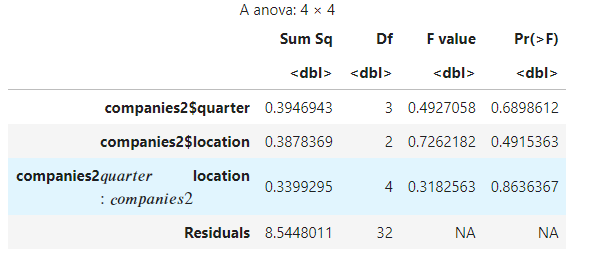 A anova: 4 × 4
Sum Sq Df F value Pr(>F)
<dbl> <dbl> <dbl> <dbl>
companies2$quarter 0.3946943 3 0.4927058 0.6898612
companies2$location 0.3878369 2 0.7262182 0.4915363
companies2quarter location
: companies2 0.3399295 4 0.3182563 0.8636367
Residuals 8.5448011 32 NA NA